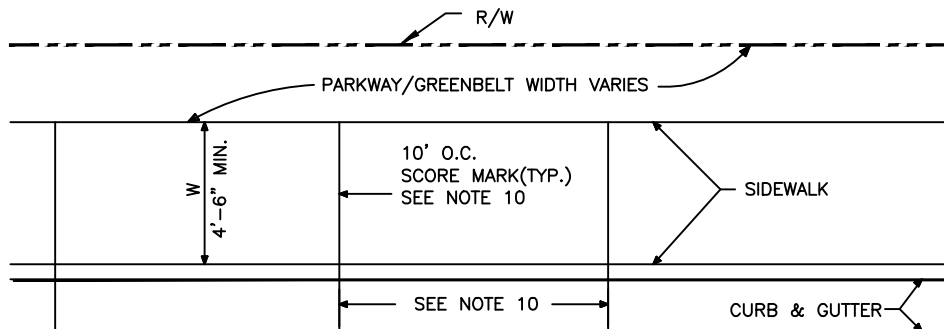 R/W
PARKWAY/GREENBELT WIDTH VARIES
W
4'-6" MIN.
10' O.C.
SCORE MARK(TYP.)
SEE NOTE 10
SIDEWALK
SEE NOTE 10
CURB & GUTTER